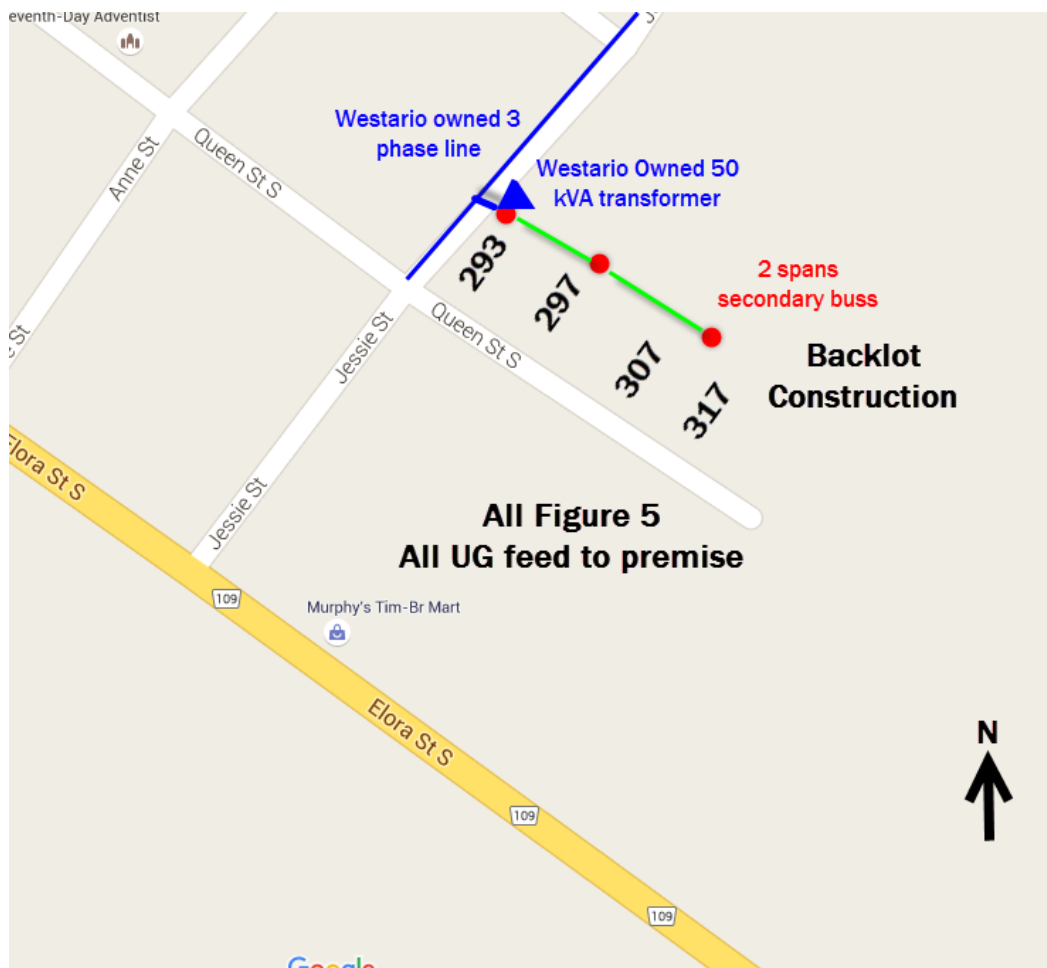 eventh-Day Adventist
J
Westario owned 3
phase line
Anne St
Queen St S
Westario Owned 50
kVA transformer
293
297
2 spans
secondary buss
e St
Jessie St
Queen St S
307
317
Backlot
Construction
Elora St S
Jessie St
All Figure 5
All UG feed to premise
109
Murphy's Tim-Br Mart
Elora St S
N
109
109
Google